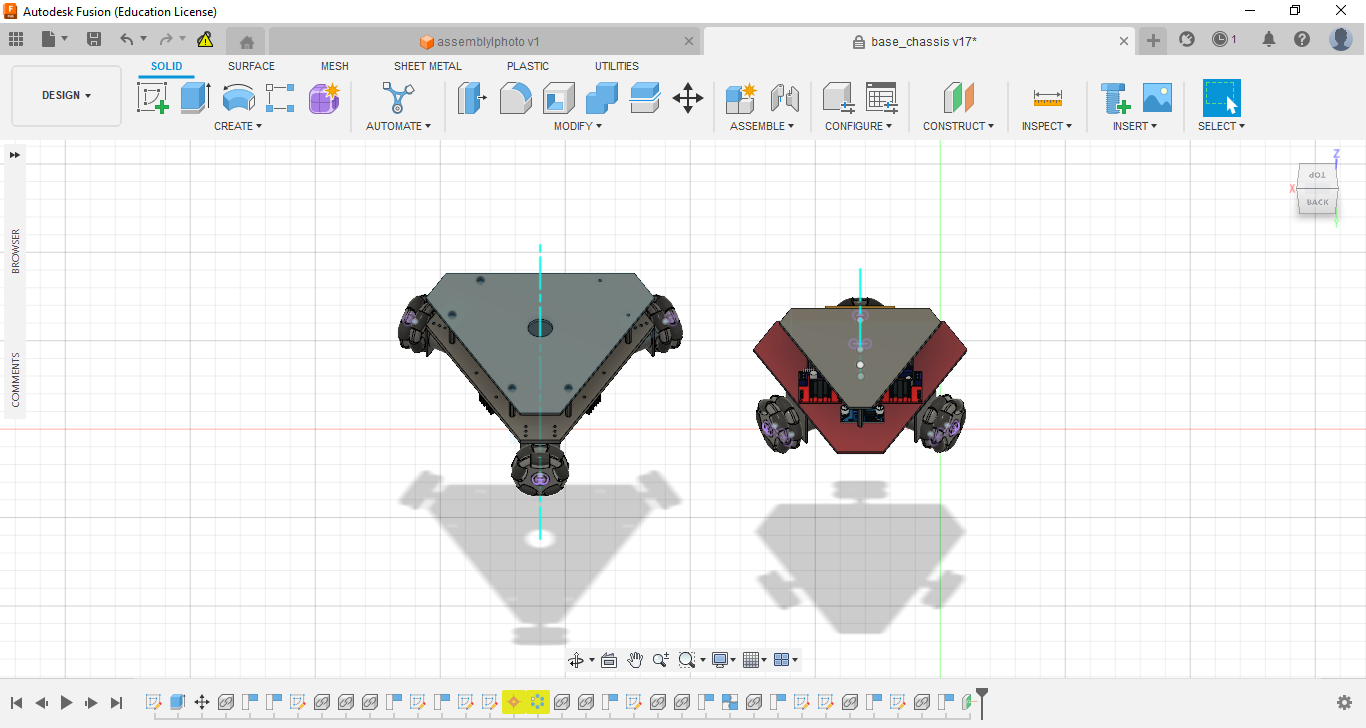 Autodesk Fusion (Education License)
assemblylphoto v1
base_chassis v17*
1
DESIGN
SOLID
SURFACE
MESH
SHEET METAL
PLASTIC
UTILITIES
CREATE
AUTOMATE
MODIFY
ASSEMBLE
CONFIGURE
CONSTRUCT
INSPECT
INSERT
SELECT
BROWSER
COMMENTS
Z
X
TOP
BACK
Y